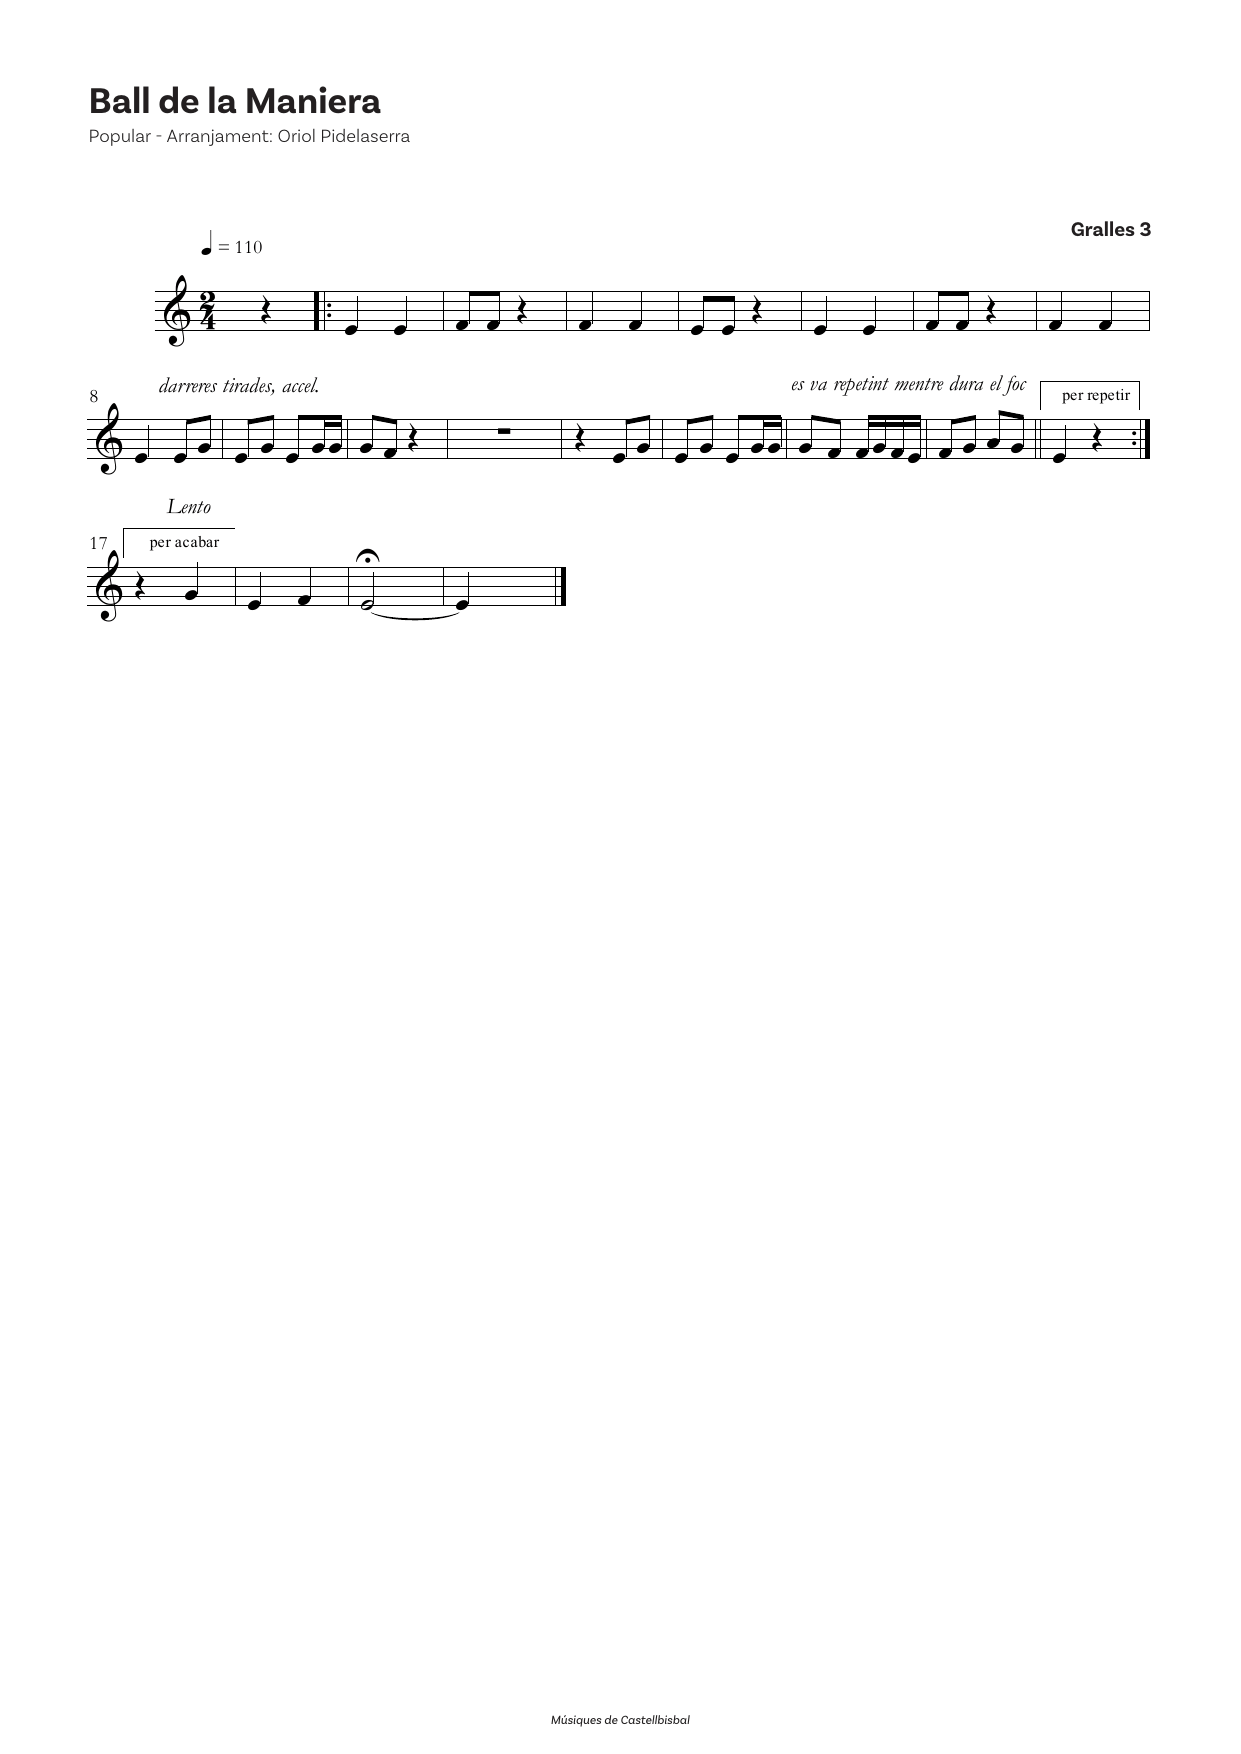 Ball de la Maniera
Popular - Arranjament: Oriol Pidelaserra
Gralles 3
= 110
2
4
8
darreres tirades, accel.
es va repetint mentre dura el foc
per repetir
Lento
17
per acabar
Músiques de Castellbisbal